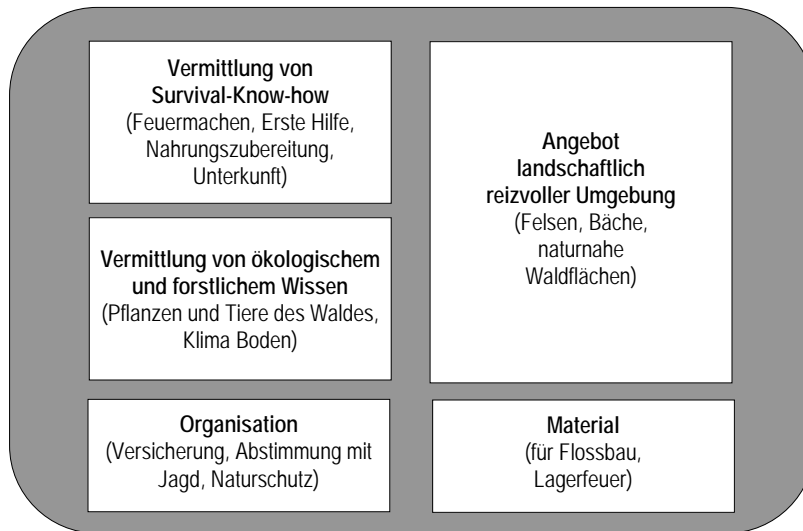 Vermittlung von
Survival-Know-how
(Feuermachen, Erste Hilfe,
Nahrungszubereitung,
Unterkunft)
Vermittlung von ökologischem
und forstlichem Wissen
(Pflanzen und Tiere des Waldes,
Klima Boden)
Organisation
(Versicherung, Abstimmung mit
Jagd, Naturschutz)
Angebot
landschaftlich
reizvoller Umgebung
(Felsen, Bäche,
naturnahe
Waldflächen)
Material
(für Flossbau,
Lagerfeuer)